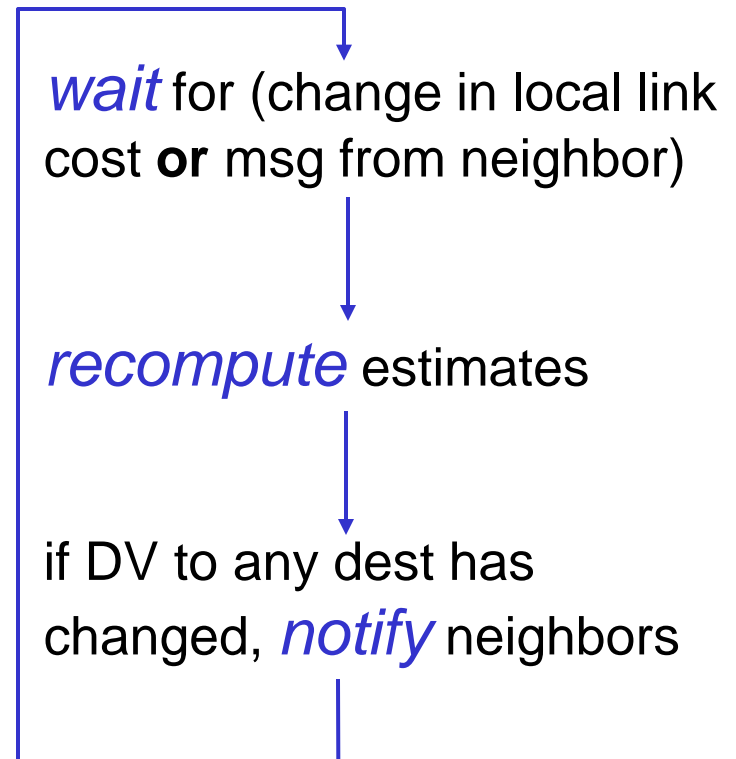 wait for (change in local link
cost or msg from neighbor)
recompute estimates
if DV to any dest has
changed, notify neighbors